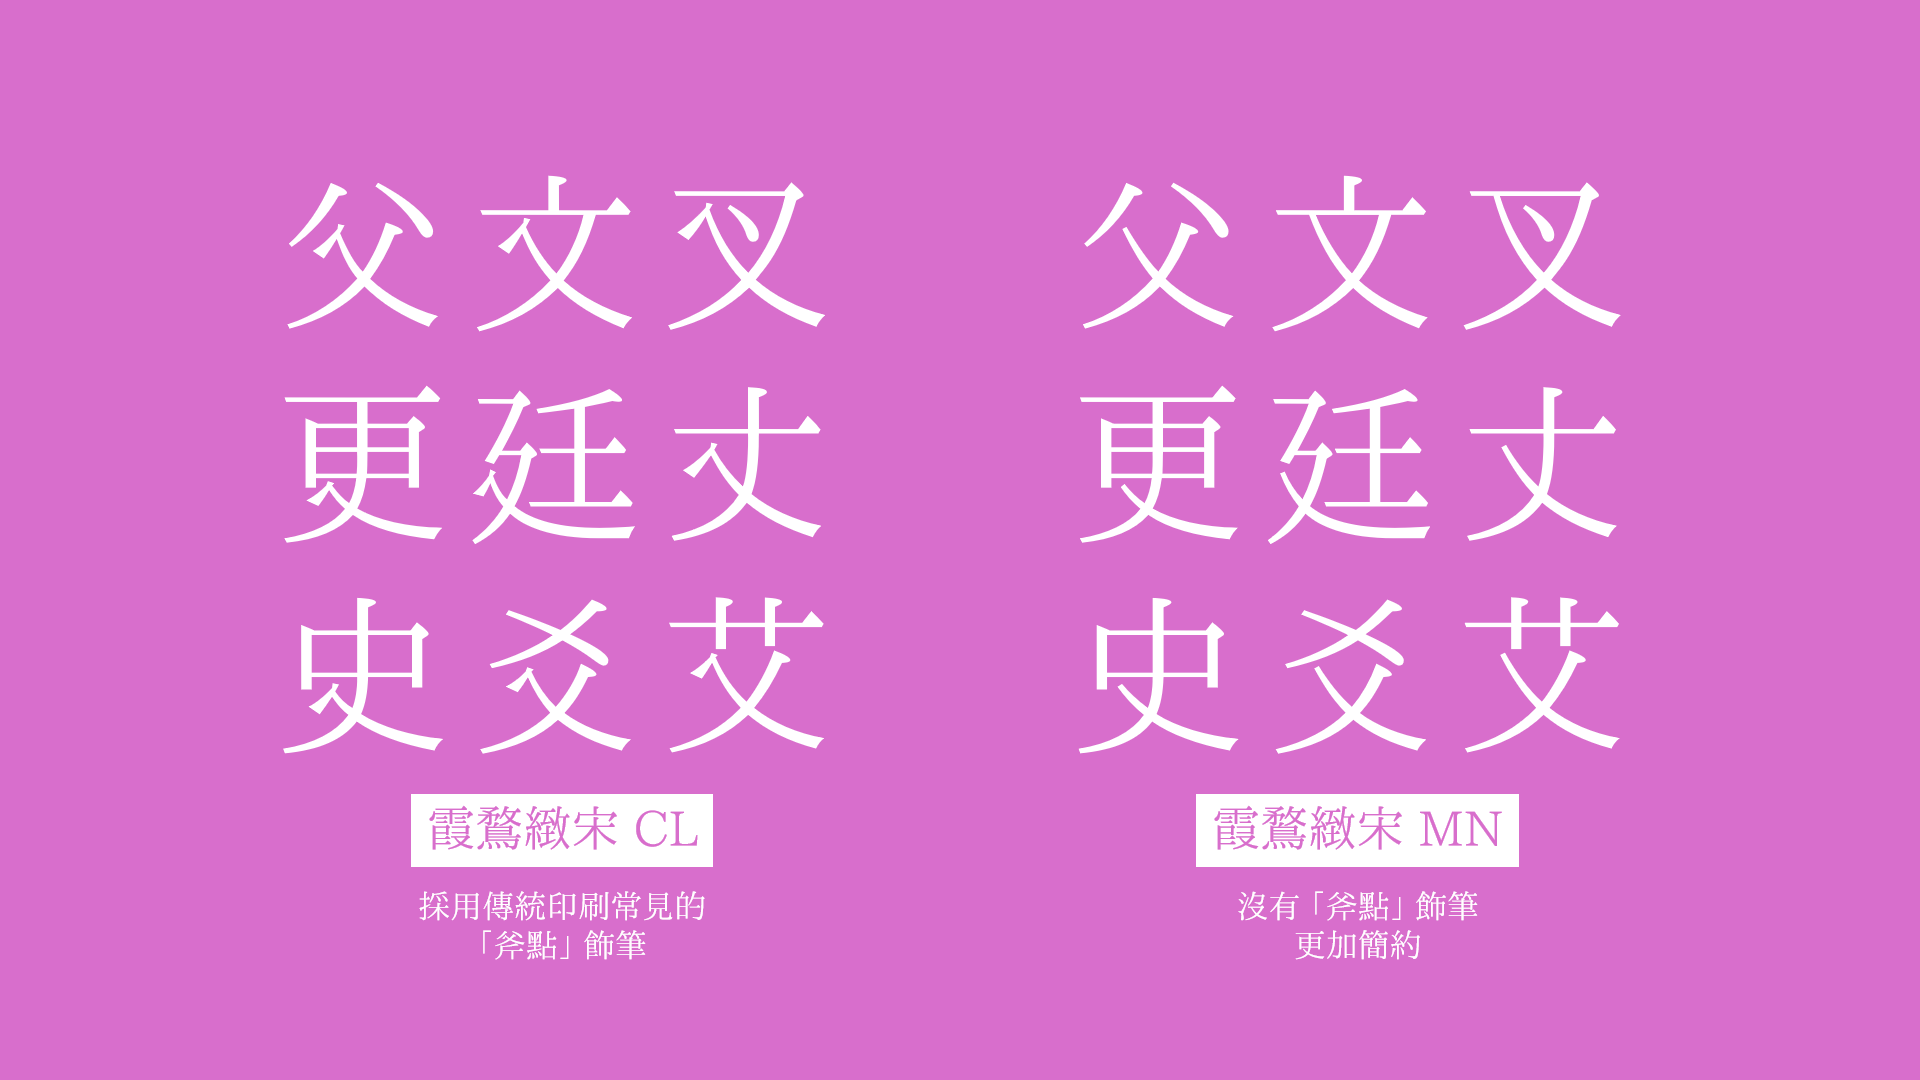 父文叉
更廷丈
史爻艾
霞鶩緻宋 CL
採用傳統印刷常見的
「斧點」飾筆
父文叉
更廷丈
史爻艾
霞鶩緻宋 MN
沒有「斧點」飾筆
更加簡約